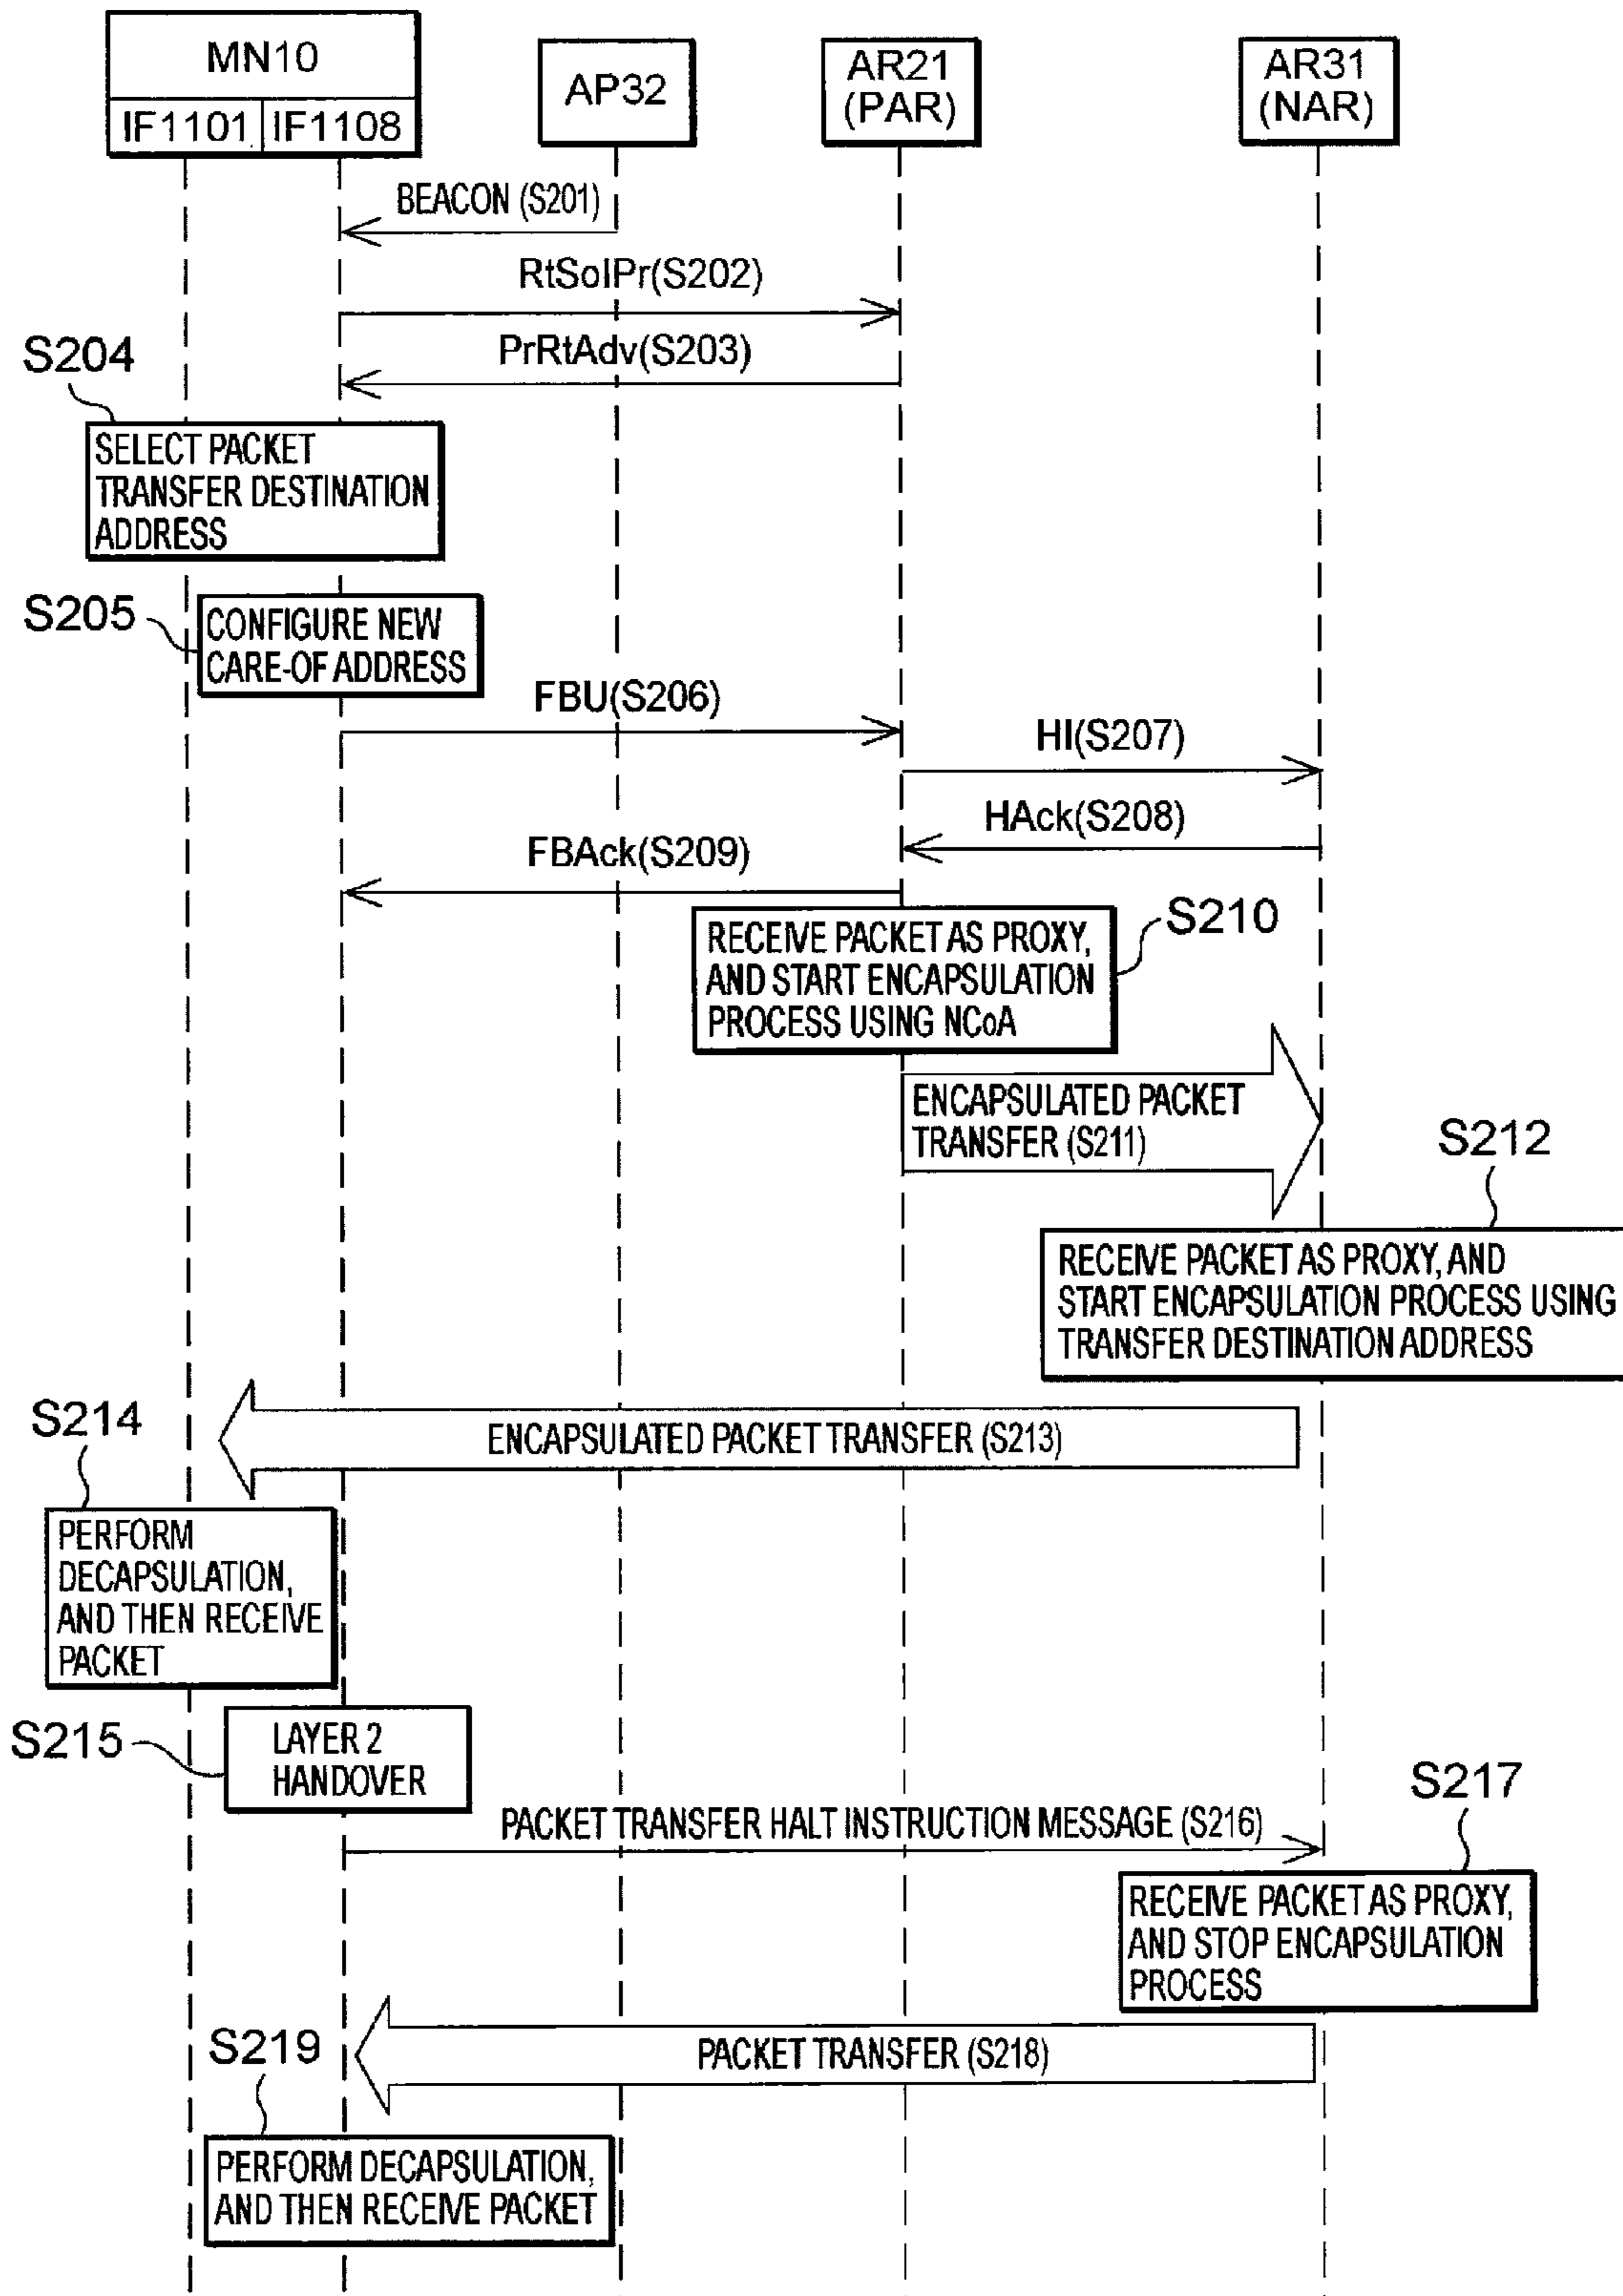 MN10
IF1101
IF1108
AP32
AR21
(PAR)
AR31
(NAR)
BEACON (S201)
RtSolPr(S202)
PrRtAdv(S203)
S204
SELECT PACKET
TRANSFER DESTINATION
ADDRESS
S205
CONFIGURE NEW
CARE-OF ADDRESS
FBU(S206)
HI(S207)
HAck(S208)
FBAck(S209)
S210
RECEIVE PACKET AS PROXY,
AND START ENCAPSULATION
PROCESS USING NCoA
ENCAPSULATED PACKET
TRANSFER (S211)
S212
RECEIVE PACKET AS PROXY, AND
START ENCAPSULATION PROCESS USING
TRANSFER DESTINATION ADDRESS
ENCAPSULATED PACKET TRANSFER (S213)
S214
PERFORM
DECAPSULATION,
AND THEN RECEIVE
PACKET
S215
LAYER 2
HANDOVER
PACKET TRANSFER HALT INSTRUCTION MESSAGE (S216)
S217
RECEIVE PACKET AS PROXY,
AND STOP ENCAPSULATION
PROCESS
PACKET TRANSFER (S218)
S219
PERFORM DECAPSULATION,
AND THEN RECEIVE PACKET